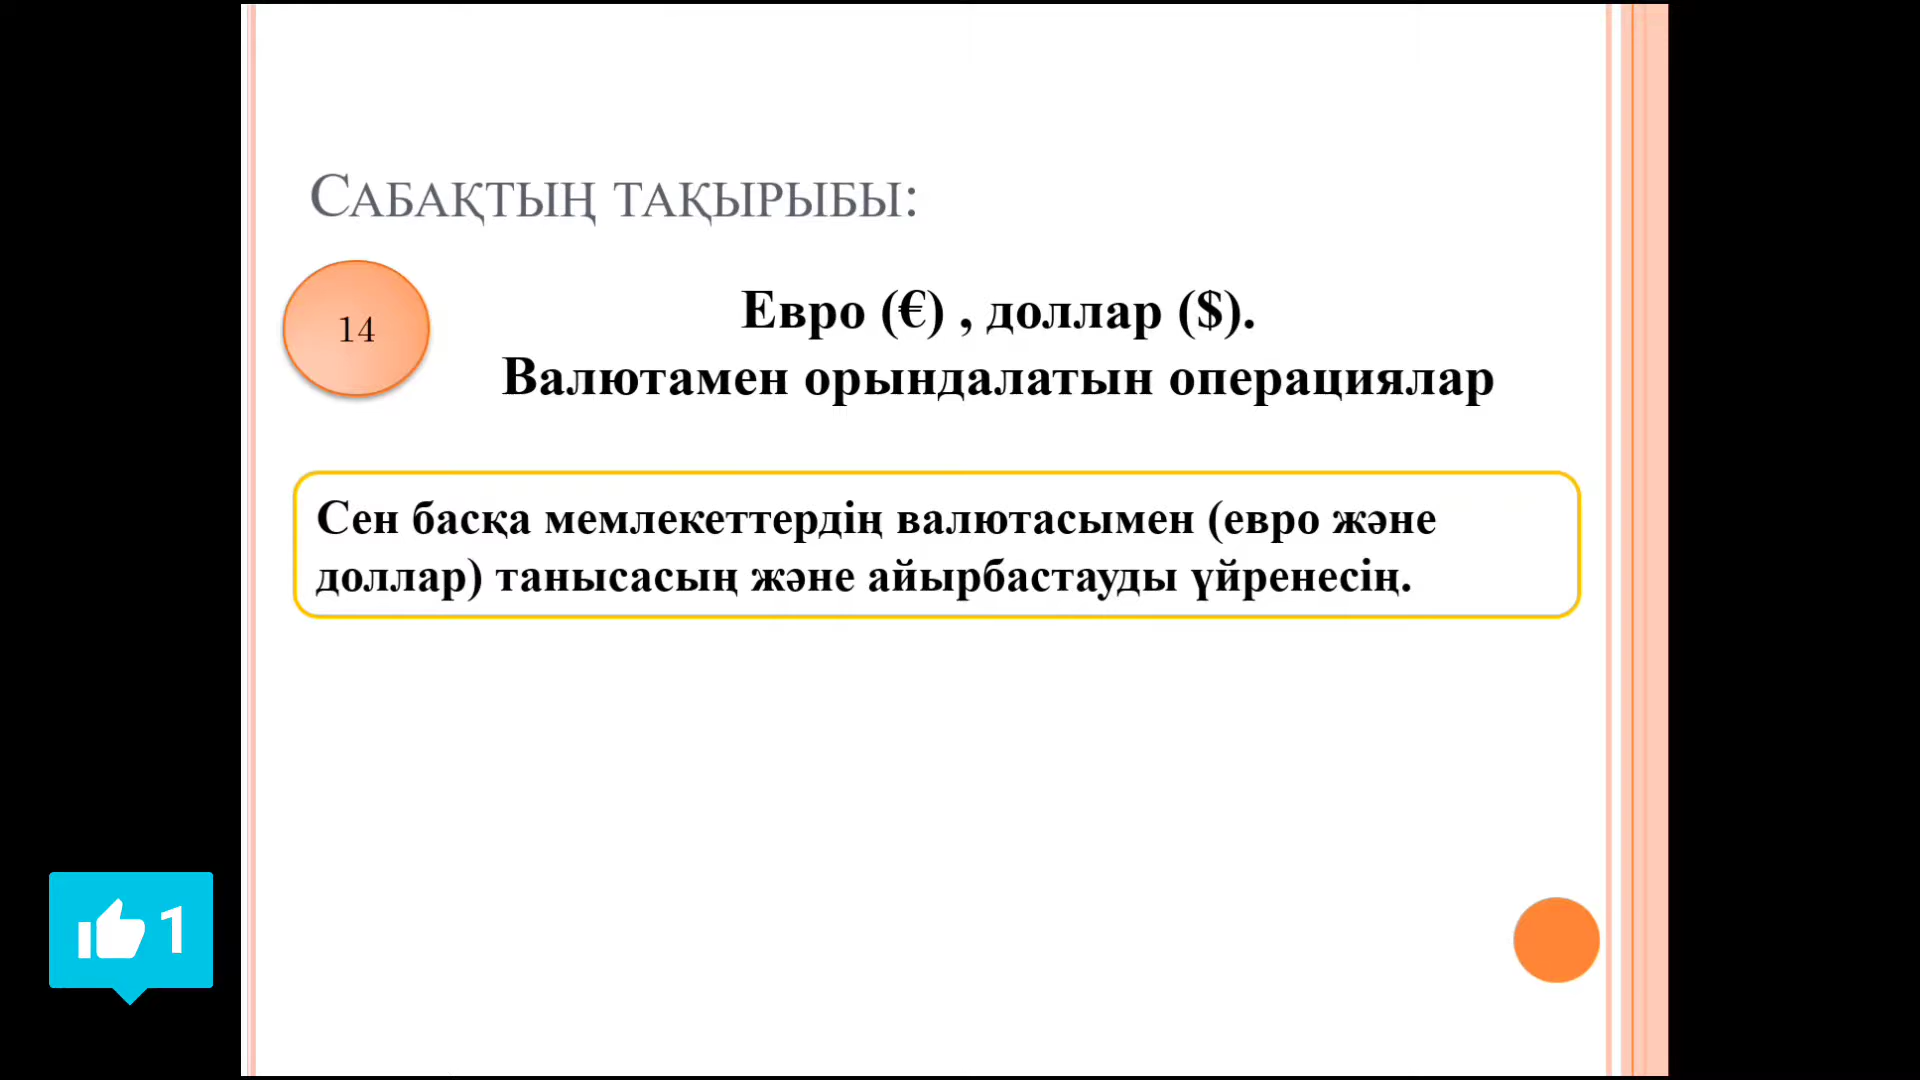 Сабақтың тақырыбы:
14
Евро (€) , доллар ($).
Валютамен орындалатын операциялар
Сен басқа мемлекеттердің валютасымен (евро және
доллар) танысасың және айырбастауды үйренесің.
1